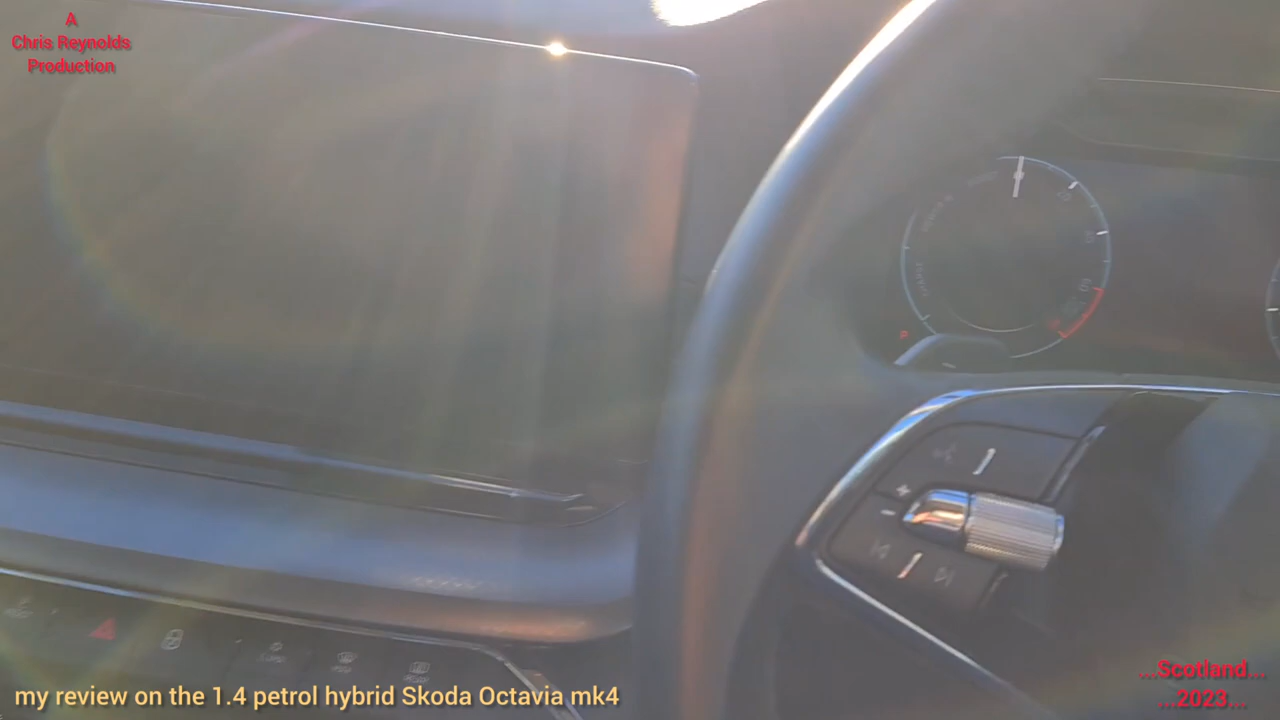 A
Chris Reynolds
Production
P
my review on the 1.4 petrol hybrid Skoda Octavia mk4
...Scotland...
...2023...